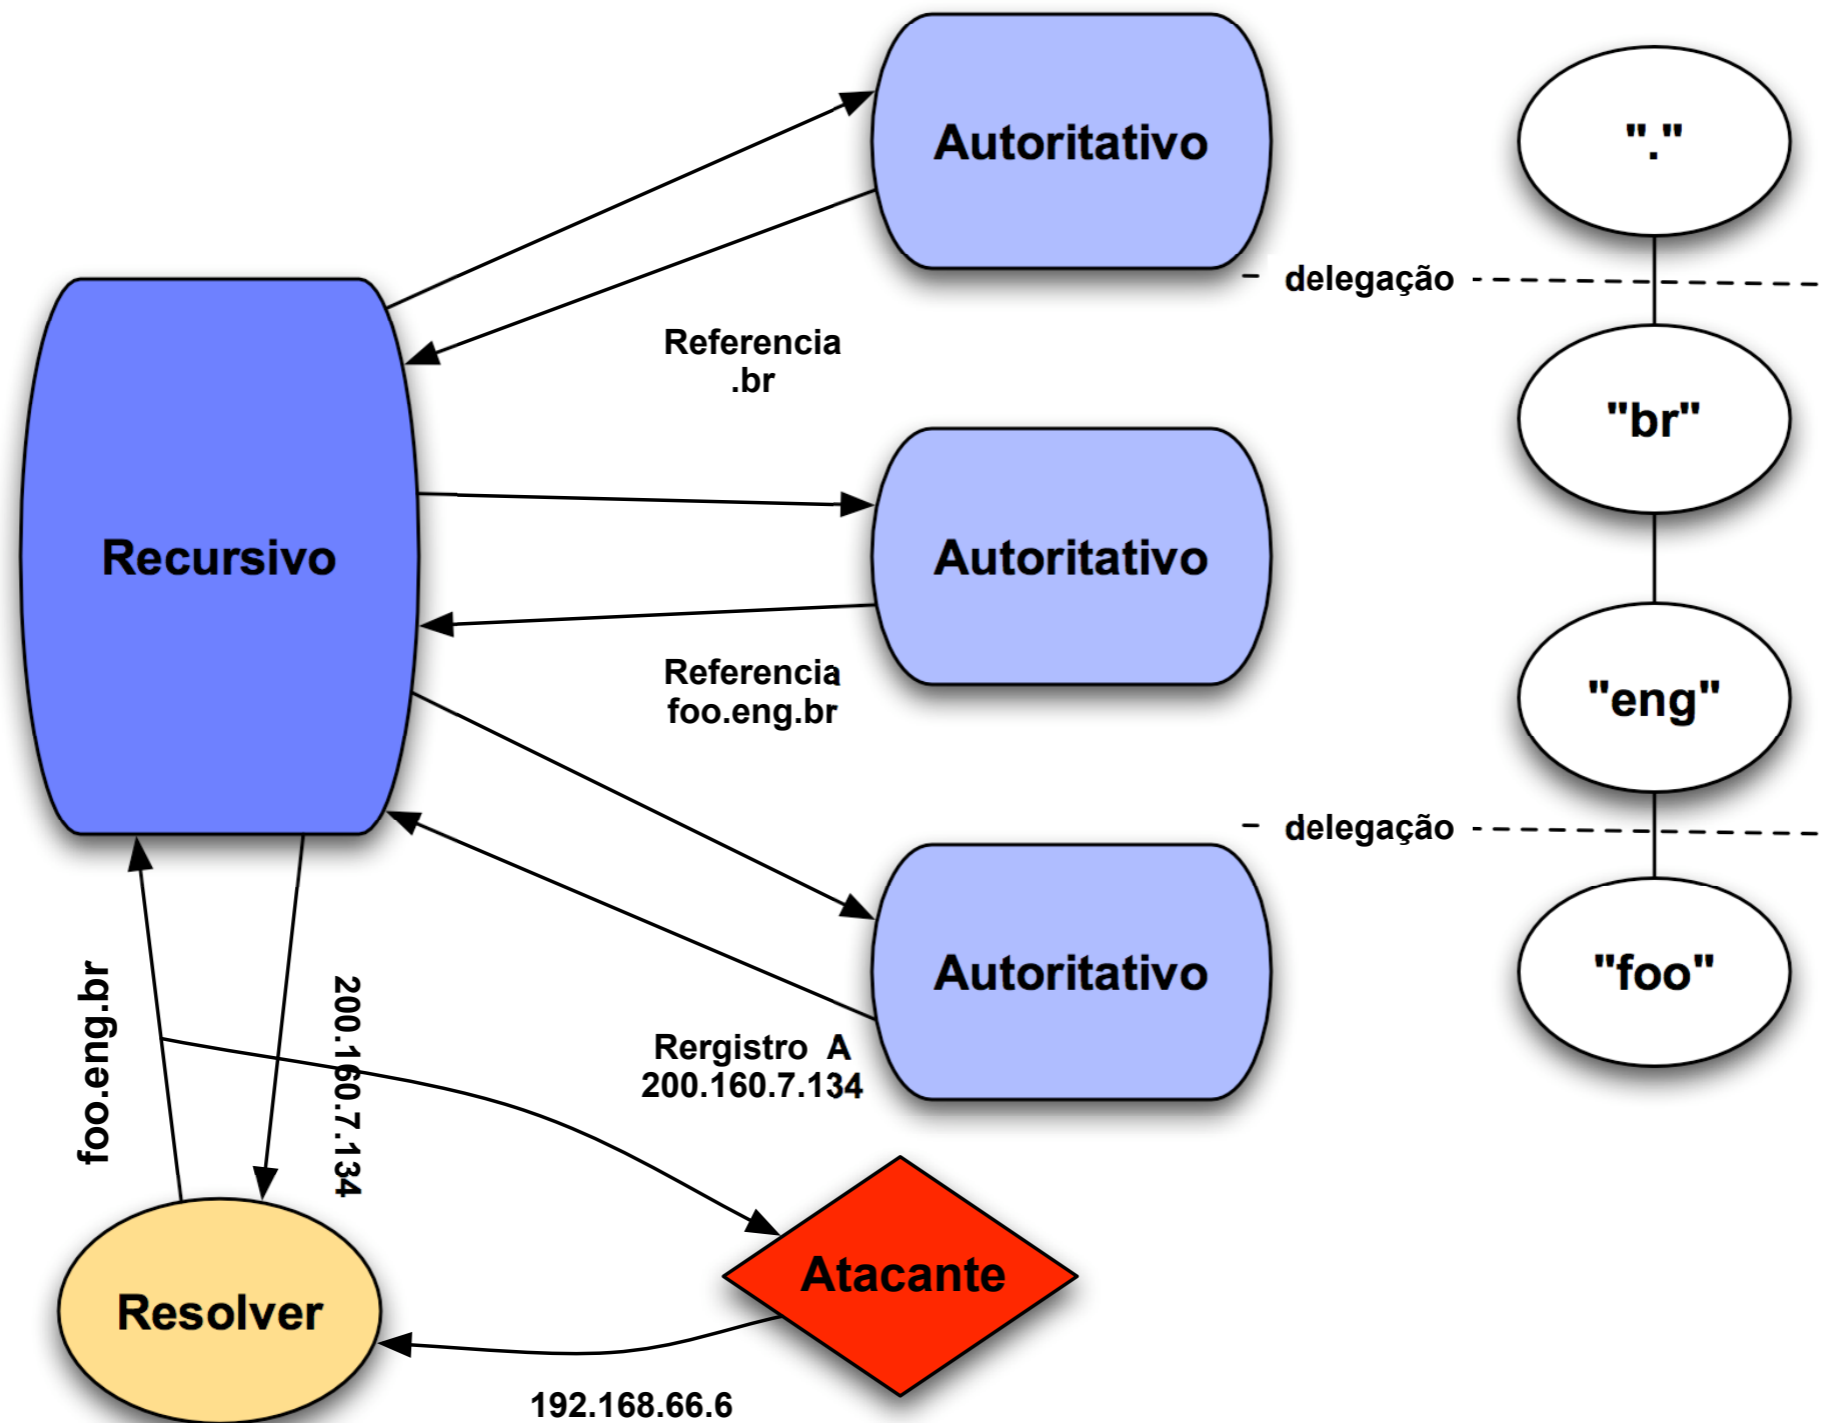 Autoritativo
"."
delegação
Referencia
.br
"br"
Recursivo
Autoritativo
Referencia
foo.eng.br
"eng"
delegação
Autoritativo
"foo"
foo.eng.br
200.160.7.134
Rergistro A
200.160.7.134
Atacante
Resolver
192.168.66.6